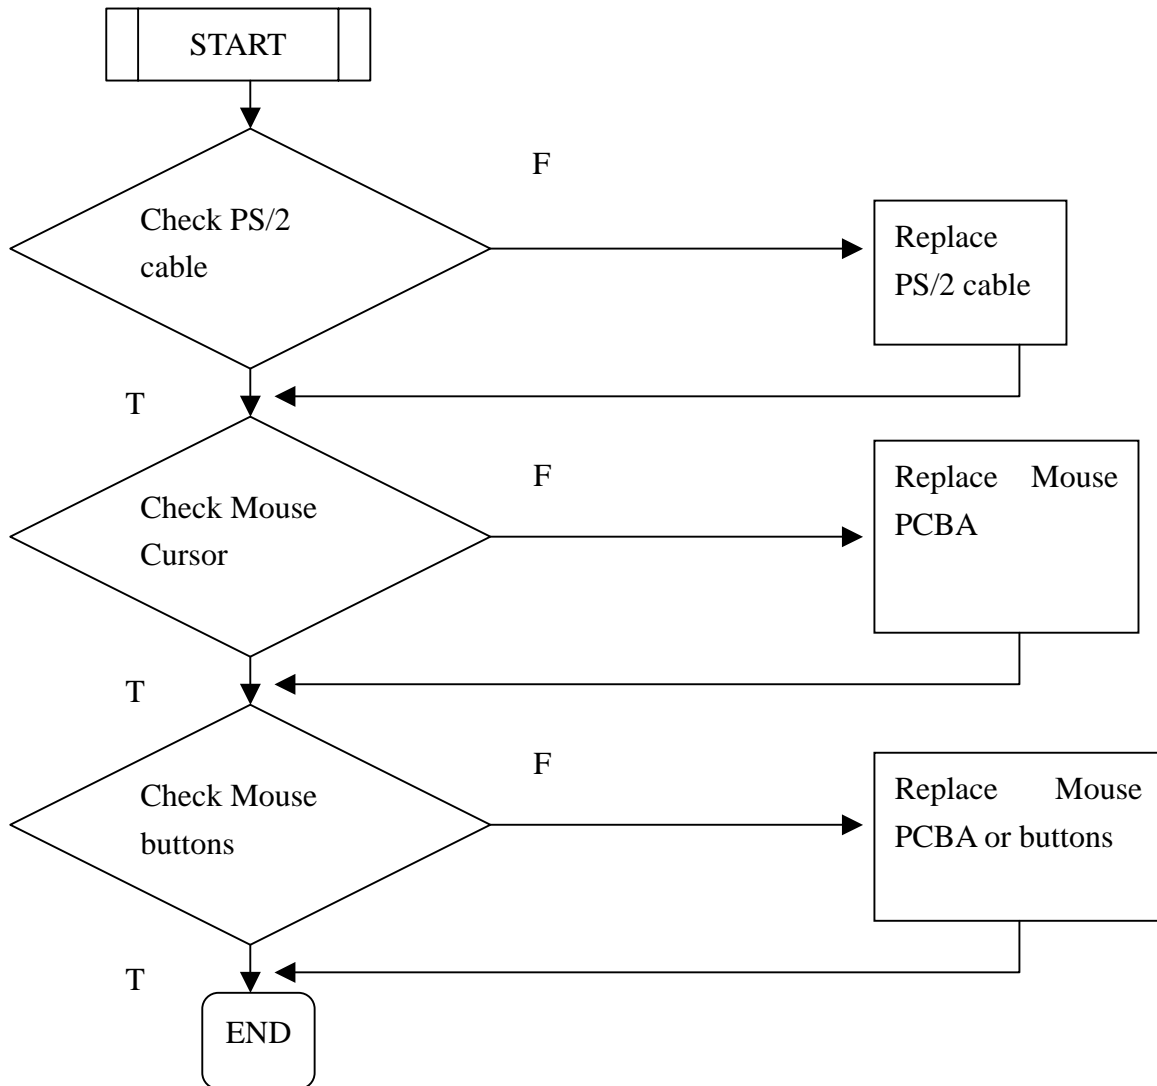 START
F
Check PS/2
cable
Replace
PS/2 cable
T
F
Check Mouse
Cursor
Replace Mouse
PCBA
T
F
Check Mouse
buttons
Replace Mouse
PCBA or buttons
T
END